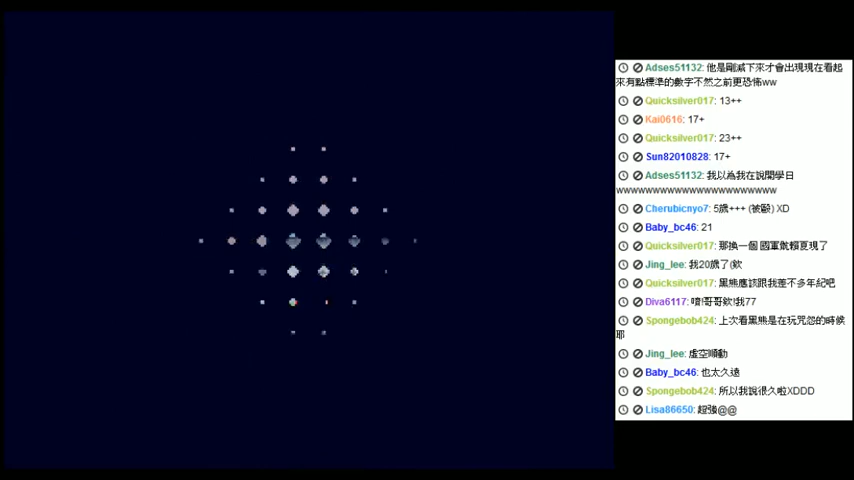 Adses51132: 他是剛滅下來才會出現現在看起
來有點標準的數字不然之前更恐怖ww
Quicksilver017: 13++
Kai0616: 17+
Quicksilver017: 23++
Sun82010828: 17+
Adses51132: 我以為我在說開學日
wwwwwwwwwwwwwwwwwwwwwww
Cherubicnyo7: 5歲+++ (被毆) XD
Baby_bc46: 21
Quicksilver017: 那換一個 國軍 賴夏現了
Jing_lee: 我20歲了(欸
Quicksilver017: 黑熊應該跟我差不多年紀吧
Diva6117: 唷!哥哥欸!我77
Spongebob424: 上次看黑熊是在玩咒怨的時候
耶
Jing_lee: 虛空順動
Baby_bc46: 也太久遠
Spongebob424: 所以我說很久啦XDDD
Lisa86650: 超強@@